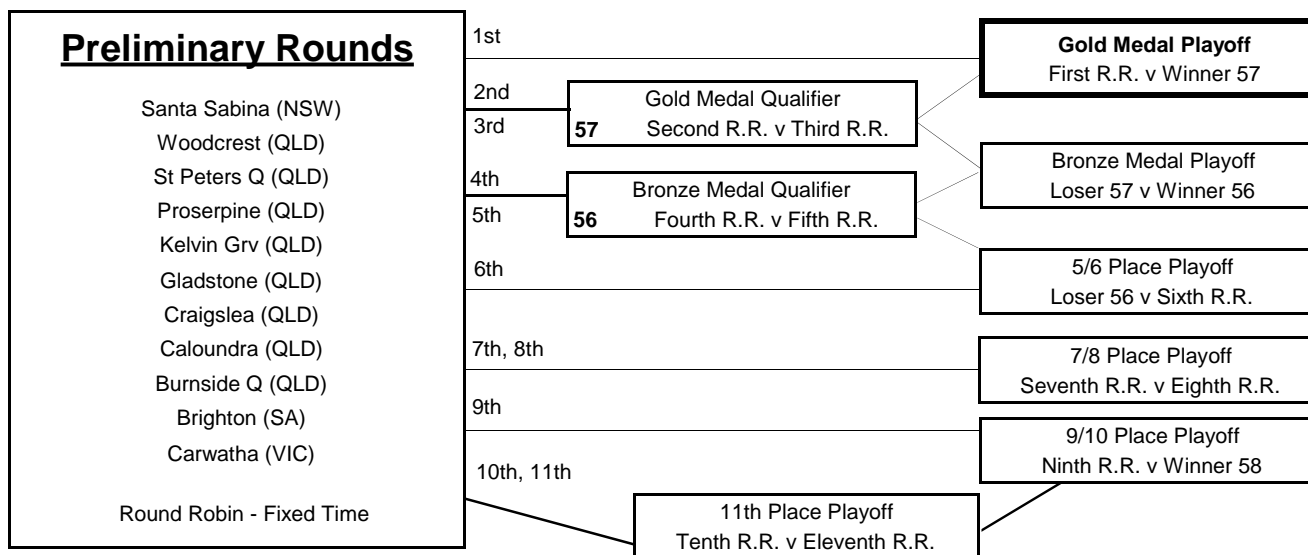 Preliminary Rounds
Santa Sabina (NSW)
Woodcrest (QLD)
St Peters Q (QLD)
Proserpine (QLD)
Kelvin Grv (QLD)
Gladstone (QLD)
Craigslea (QLD)
Caloundra (QLD)
Burnside Q (QLD)
Brighton (SA)
Carwatha (VIC)
Round Robin - Fixed Time
1st
2nd
3rd
4th
5th
6th
7th, 8th
9th
10th, 11th
Gold Medal Qualifier
57 Second R.R. v Third R.R.
Bronze Medal Qualifier
56 Fourth R.R. v Fifth R.R.
11th Place Playoff
Tenth R.R. v Eleventh R.R.
Gold Medal Playoff
First R.R. v Winner 57
Bronze Medal Playoff
Loser 57 v Winner 56
5/6 Place Playoff
Loser 56 v Sixth R.R.
7/8 Place Playoff
Seventh R.R. v Eighth R.R.
9/10 Place Playoff
Ninth R.R. v Winner 58